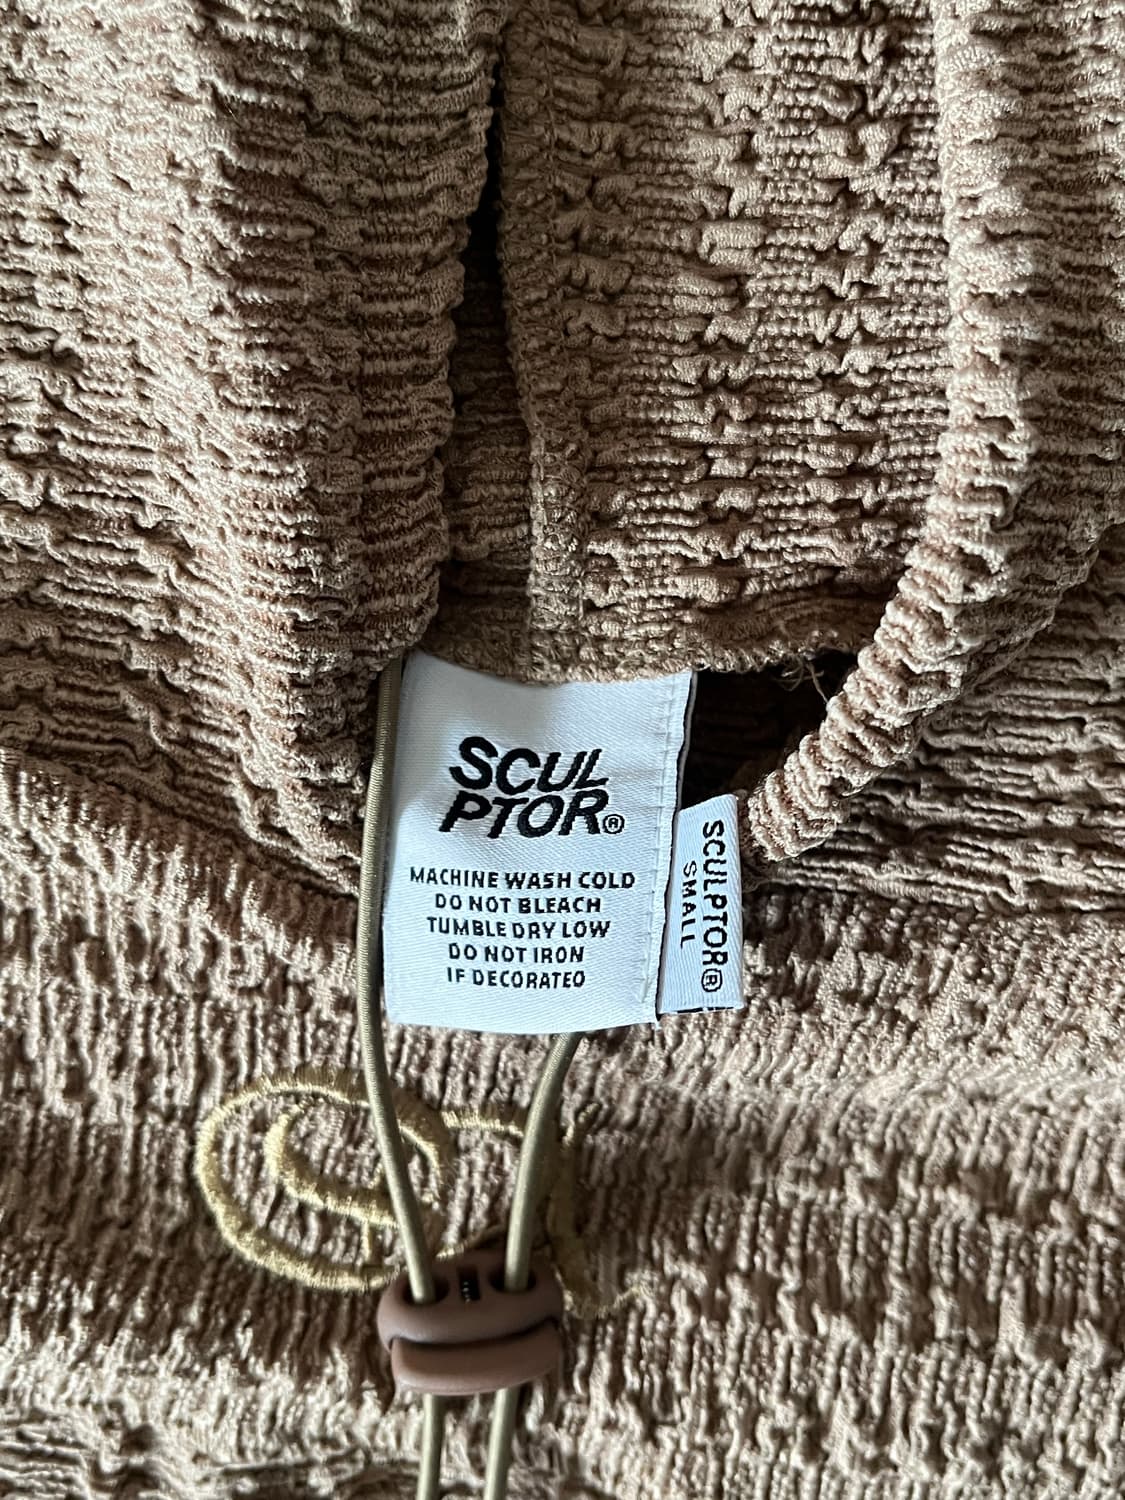 SCUL
PTOR®
MACHINE WASH COLD
DO NOT BLEACH
TUMBLE DRY LOW
DO NOT IRON
IF DECORATED
SCULPTOR®
SMALL